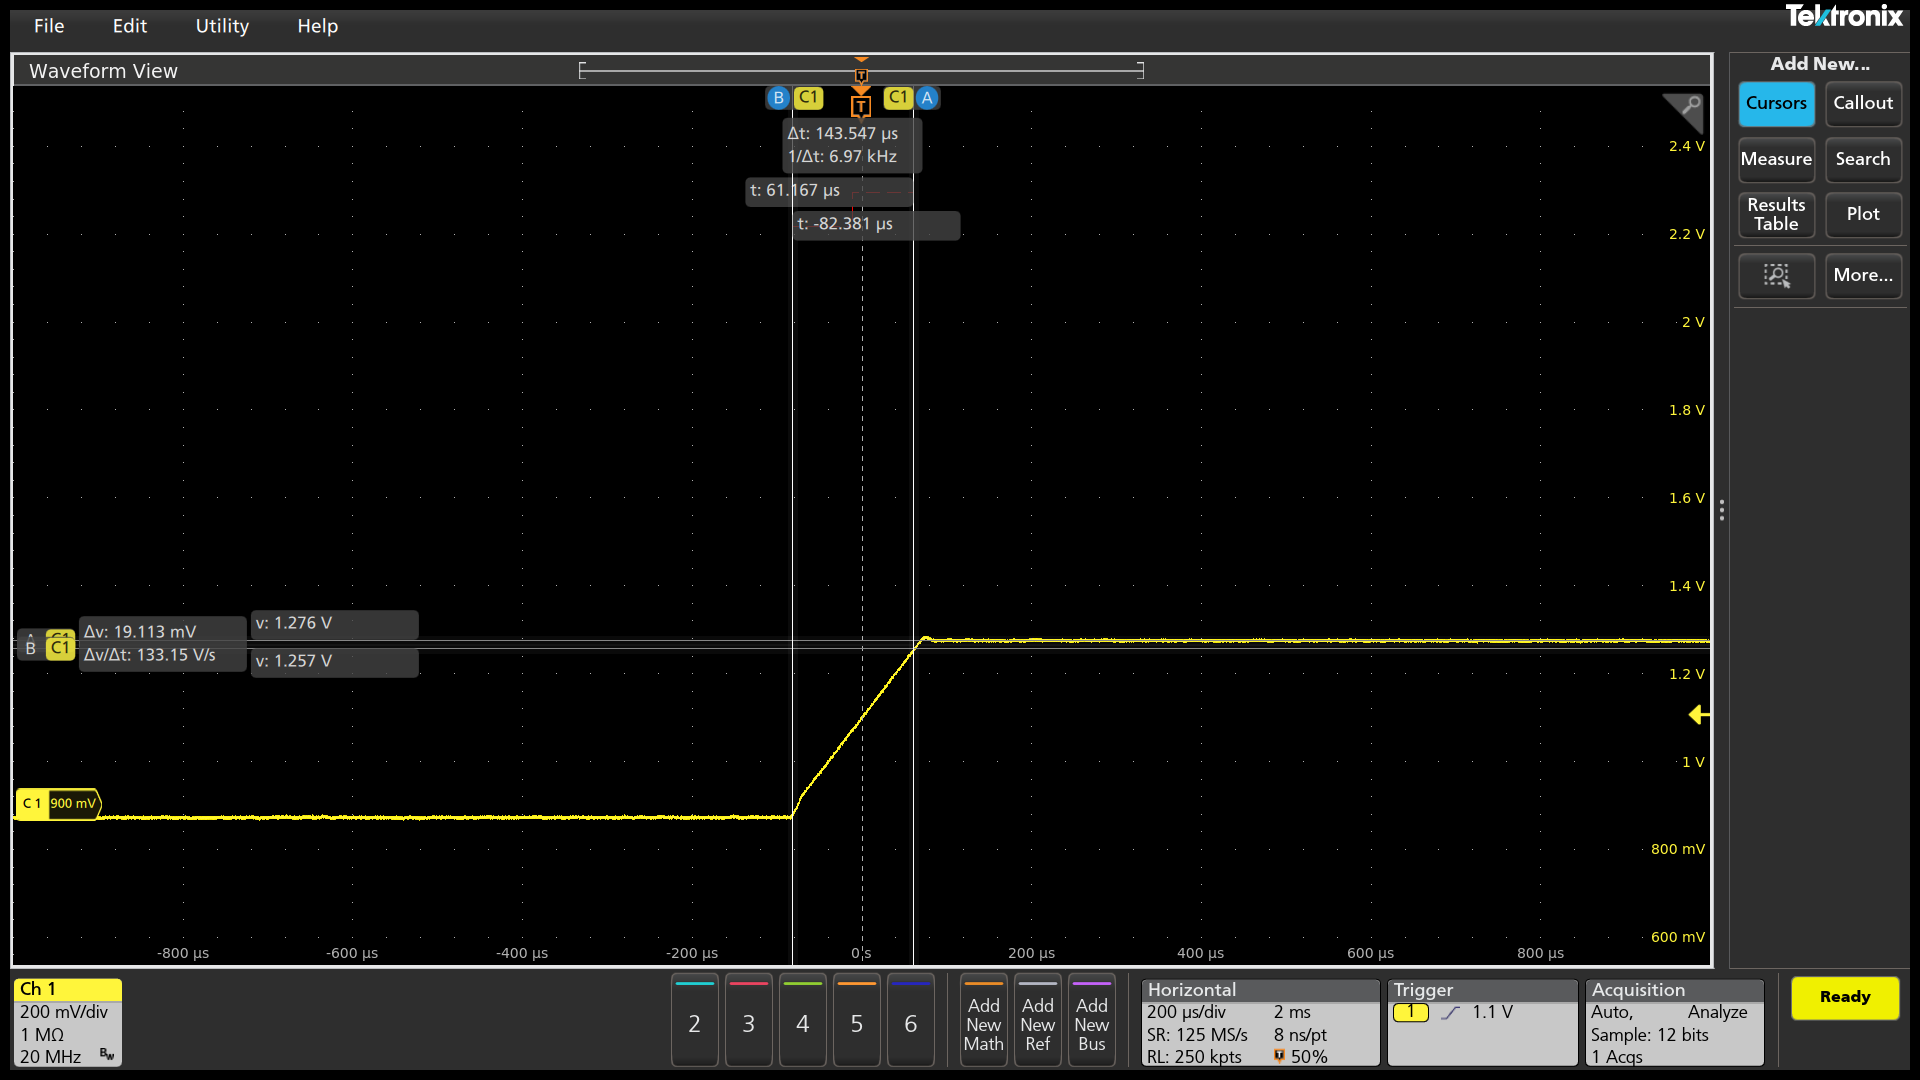 File Edit Utility Help
Tektronix
Waveform View
Add New...
T
B C1 T C1 A
Cursors Callout
Δt: 143.547 µs
1/Δt: 6.97 kHz
2.4 V
Measure Search
t: 61.167 µs
t: -82.381 µs
Results Table
Plot
2.2 V
More...
2 V
1.8 V
1.6 V
1.4 V
A C1
B C1
Δv: 19.113 mV
Δv/Δt: 133.15 V/s
v: 1.276 V
v: 1.257 V
1.2 V
1 V
C 1 900 mV
800 mV
600 mV
-800 µs -600 µs -400 µs -200 µs 0 s 200 µs 400 µs 600 µs 800 µs
Ch 1
200 mV/div
1 MΩ
20 MHz Bw
2 3 4 5 6
Add New Math
Add New Ref
Add New Bus
Horizontal
200 µs/div 2 ms
SR: 125 MS/s 8 ns/pt
RL: 250 kpts T 50%
Trigger
1 1.1 V
Acquisition
Auto, Analyze
Sample: 12 bits
1 Acqs
Ready